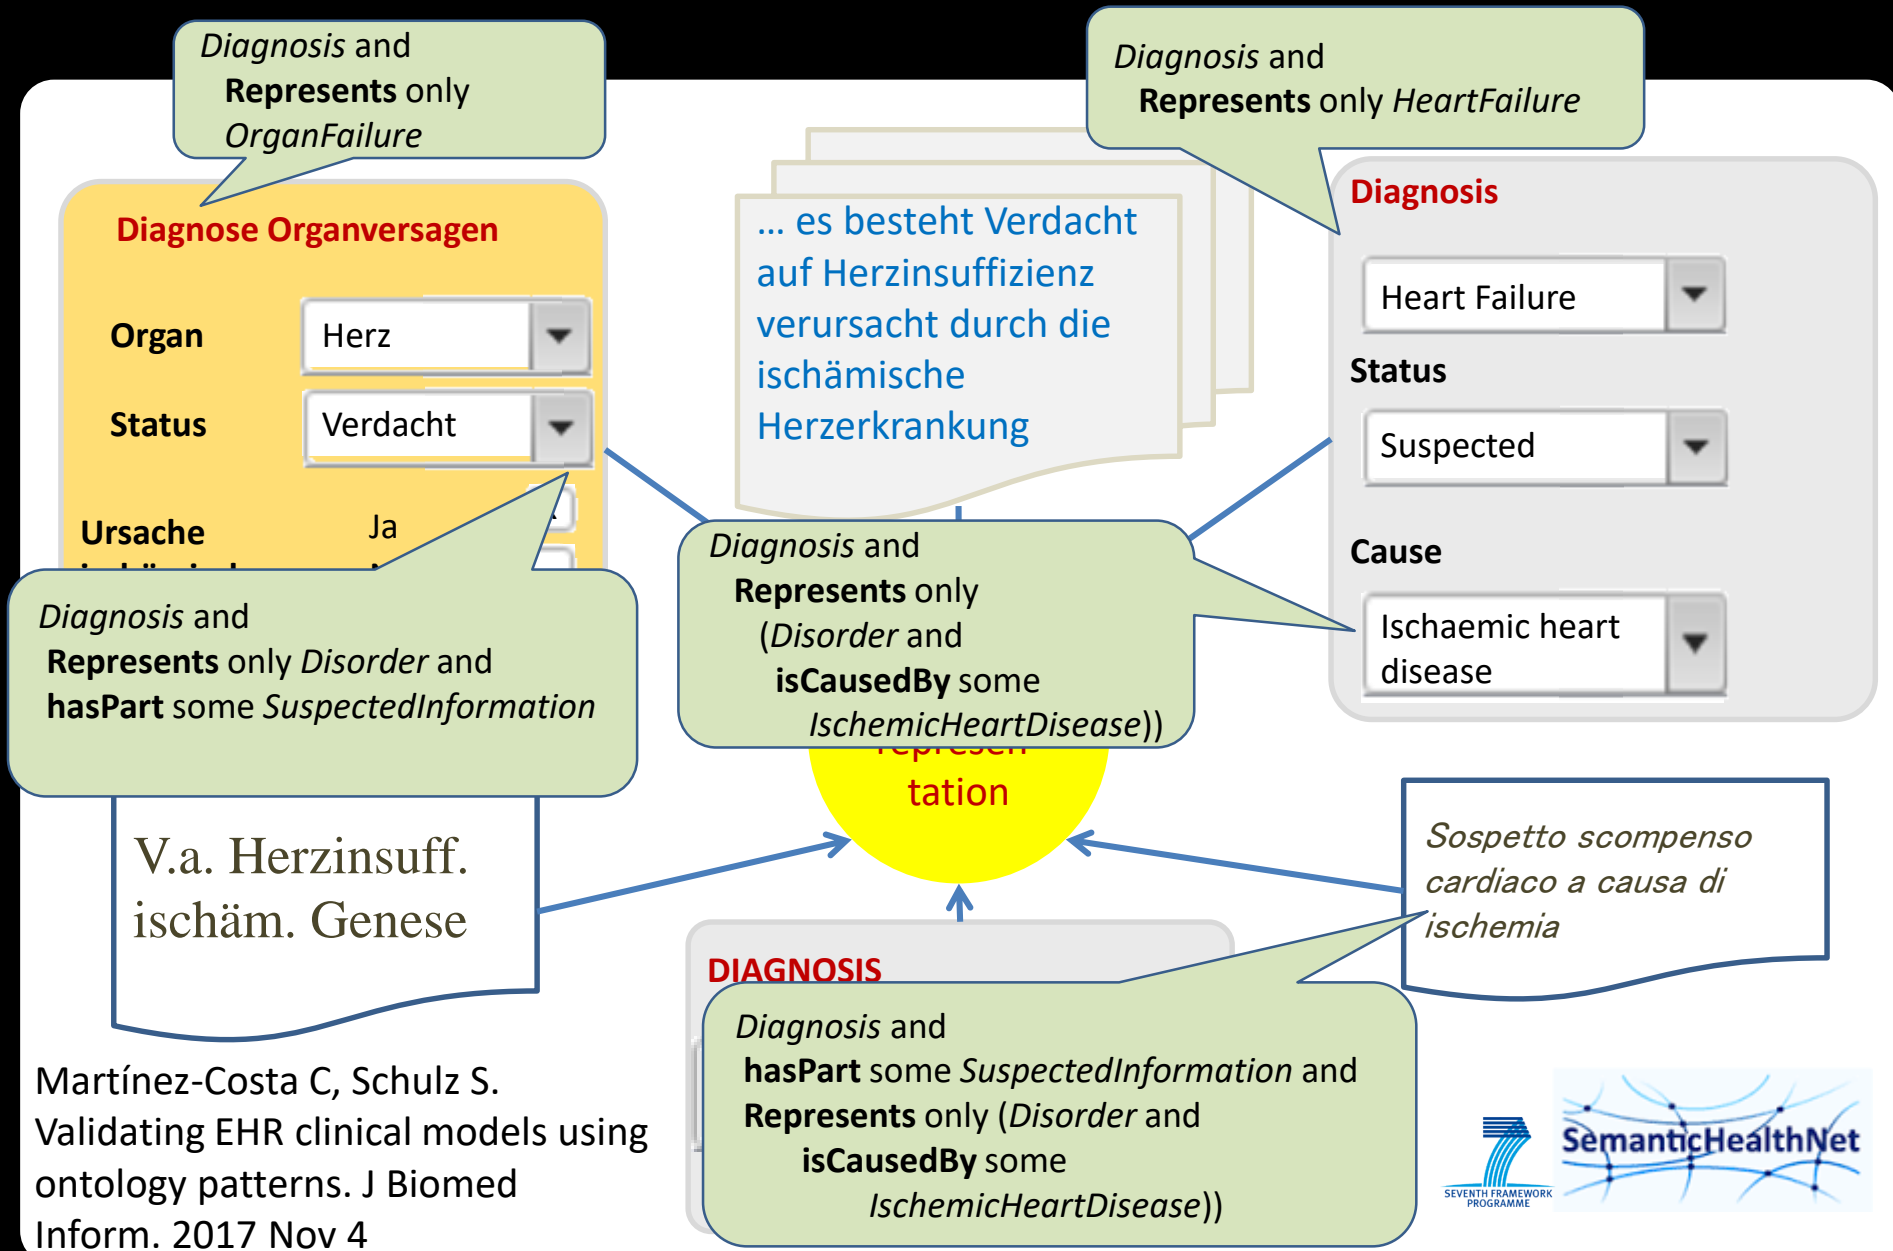 Diagnosis and
Represents only
OrganFailure
Diagnosis and
Represents only HeartFailure
Diagnose Organversagen
Organ
Herz
Status
Verdacht
Ursache
Ja
... es besteht Verdacht
auf Herzinsuffizienz
verursacht durch die
ischämische
Herzerkrankung
Diagnosis
Heart Failure
Status
Suspected
Cause
Ischaemic heart
disease
Diagnosis and
Represents only Disorder and
hasPart some SuspectedInformation
Diagnosis and
Represents only
(Disorder and
isCausedBy some
IschemicHeartDisease))
represen-
tation
V.a. Herzinsuff.
ischäm. Genese
Sospetto scompenso
cardiaco a causa di
ischemia
DIAGNOSIS
Diagnosis and
hasPart some SuspectedInformation and
Represents only (Disorder and
isCausedBy some
IschemicHeartDisease))
Martínez-Costa C, Schulz S.
Validating EHR clinical models using
ontology patterns. J Biomed
Inform. 2017 Nov 4
SEVENTH FRAMEWORK
PROGRAMME
SemanticHealthNet